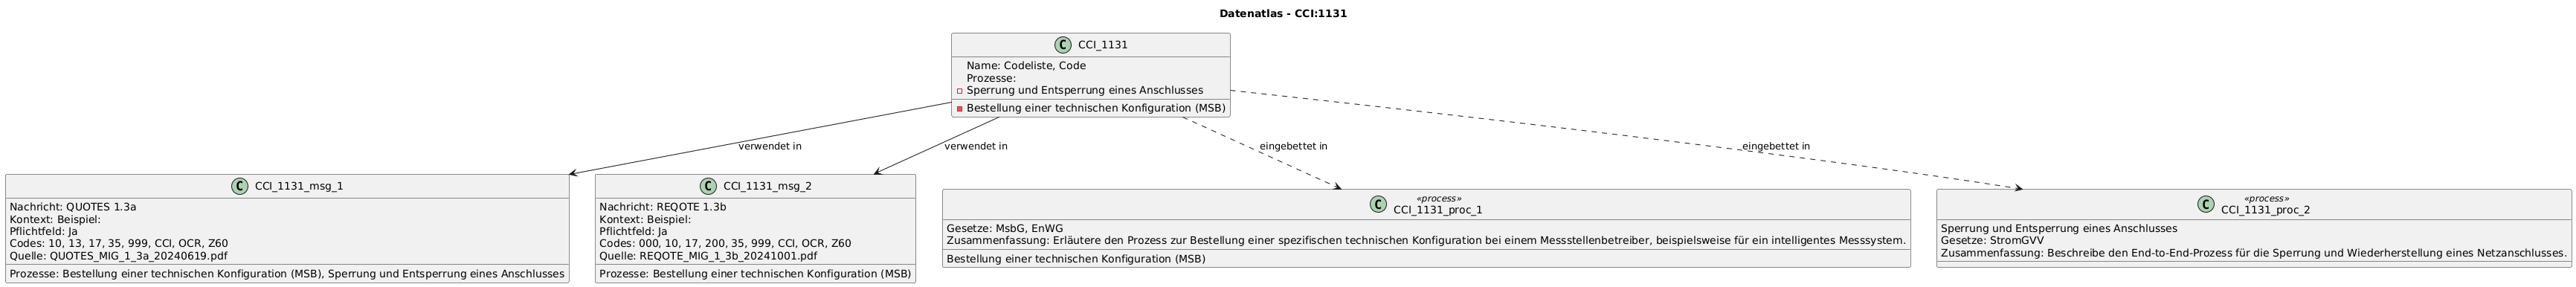 Datenatlas - CCI:1131
C CCI_1131
Name: Codeliste, Code
Prozesse:
Sperrung und Entsperrung eines Anschlusses
Bestellung einer technischen Konfiguration (MSB)
verwendet in
verwendet in
eingebettet in
eingebettet in
C CCI_1131_msg_1
Nachricht: QUOTES 1.3a
Kontext: Beispiel:
Pflichtfeld: Ja
Codes: 10, 13, 17, 35, 999, CCI, OCR, Z60
Quelle: QUOTES_MIG_1_3a_20240619.pdf
Prozesse: Bestellung einer technischen Konfiguration (MSB), Sperrung und Entsperrung eines Anschlusses
C CCI_1131_msg_2
Nachricht: REQOTE 1.3b
Kontext: Beispiel:
Pflichtfeld: Ja
Codes: 000, 10, 17, 200, 35, 999, CCI, OCR, Z60
Quelle: REQOTE_MIG_1_3b_20241001.pdf
Prozesse: Bestellung einer technischen Konfiguration (MSB)
«process»
C CCI_1131_proc_1
Gesetze: MsbG, EnWG
Zusammenfassung: Erläutere den Prozess zur Bestellung einer spezifischen technischen Konfiguration bei einem Messstellenbetreiber, beispielsweise für ein intelligentes Messsystem.
Bestellung einer technischen Konfiguration (MSB)
«process»
C CCI_1131_proc_2
Sperrung und Entsperrung eines Anschlusses
Gesetze: StromGVV
Zusammenfassung: Beschreibe den End-to-End-Prozess für die Sperrung und Wiederherstellung eines Netzanschlusses.